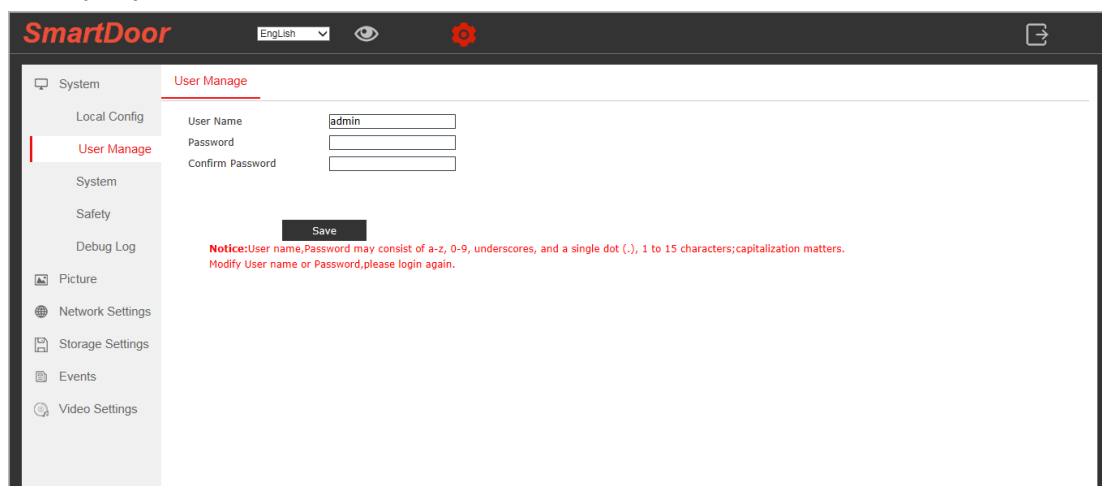 SmartDoor
EngLish
System
User Manage
Local Config
User Name
admin
User Manage
Password
Confirm Password
System
Safety
Save
Debug Log
Notice:User name,Password may consist of a-z, 0-9, underscores, and a single dot (.), 1 to 15 characters;capitalization matters.
Modify User name or Password,please login again.
Picture
Network Settings
Storage Settings
Events
Video Settings